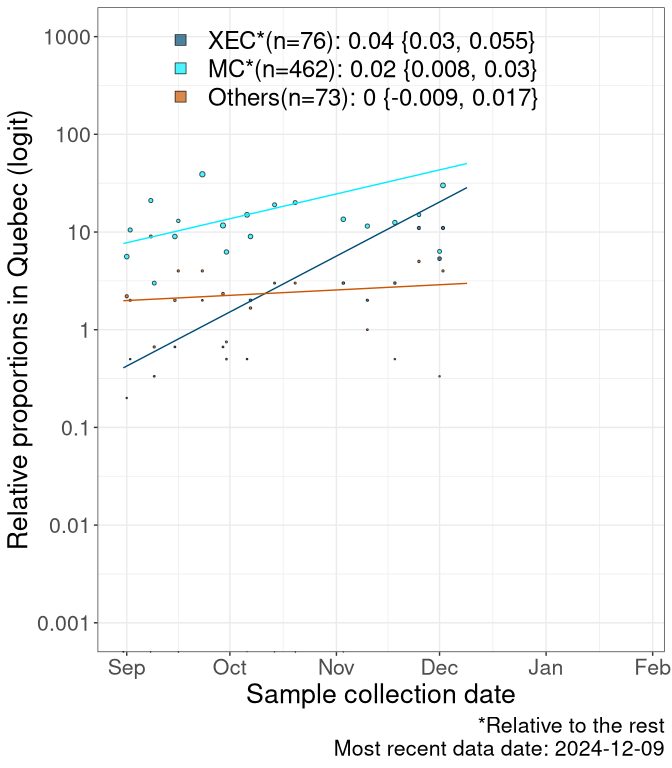 XEC*(n=76): 0.04 {0.03, 0.055}
MC*(n=462): 0.02 {0.008, 0.03}
Others(n=73): 0 {-0.009, 0.017}
Relative proportions in Quebec (logit)
1000
100
10
1
0.1
0.01
0.001
Sep Oct Nov Dec Jan Feb
Sample collection date
*Relative to the rest
Most recent data date: 2024-12-09